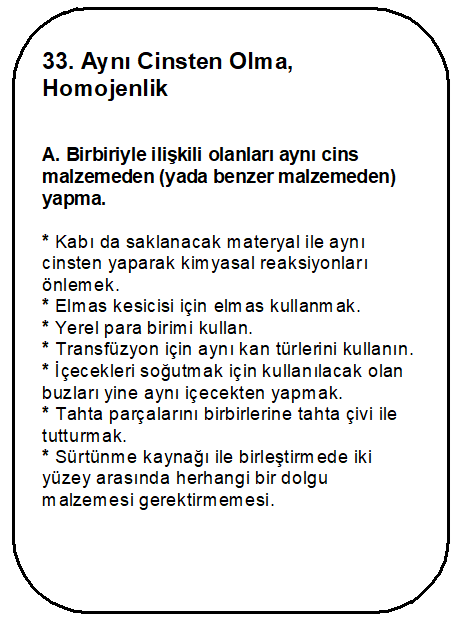 33. Aynı Cinsten Olma,
Homojenlik
A. Birbiriyle ilişkili olanları aynı cins
malzemeden (yada benzer malzemeden)
yapma.
* Kabı da saklanacak materyal ile aynı
cinsten yaparak kimyasal reaksiyonları
önlemek.
* Elmas kesicisi için elmas kullanmak.
* Yerel para birimi kullan.
* Transfüzyon için aynı kan türlerini kullanın.
* İçecekleri soğutmak için kullanılacak olan
buzları yine aynı içecekten yapmak.
* Tahta parçalarını birbirlerine tahta çivi ile
tutturmak.
* Sürtünme kaynağı ile birleştirmede iki
yüzey arasında herhangi bir dolgu
malzemesi gerektirmemesi.